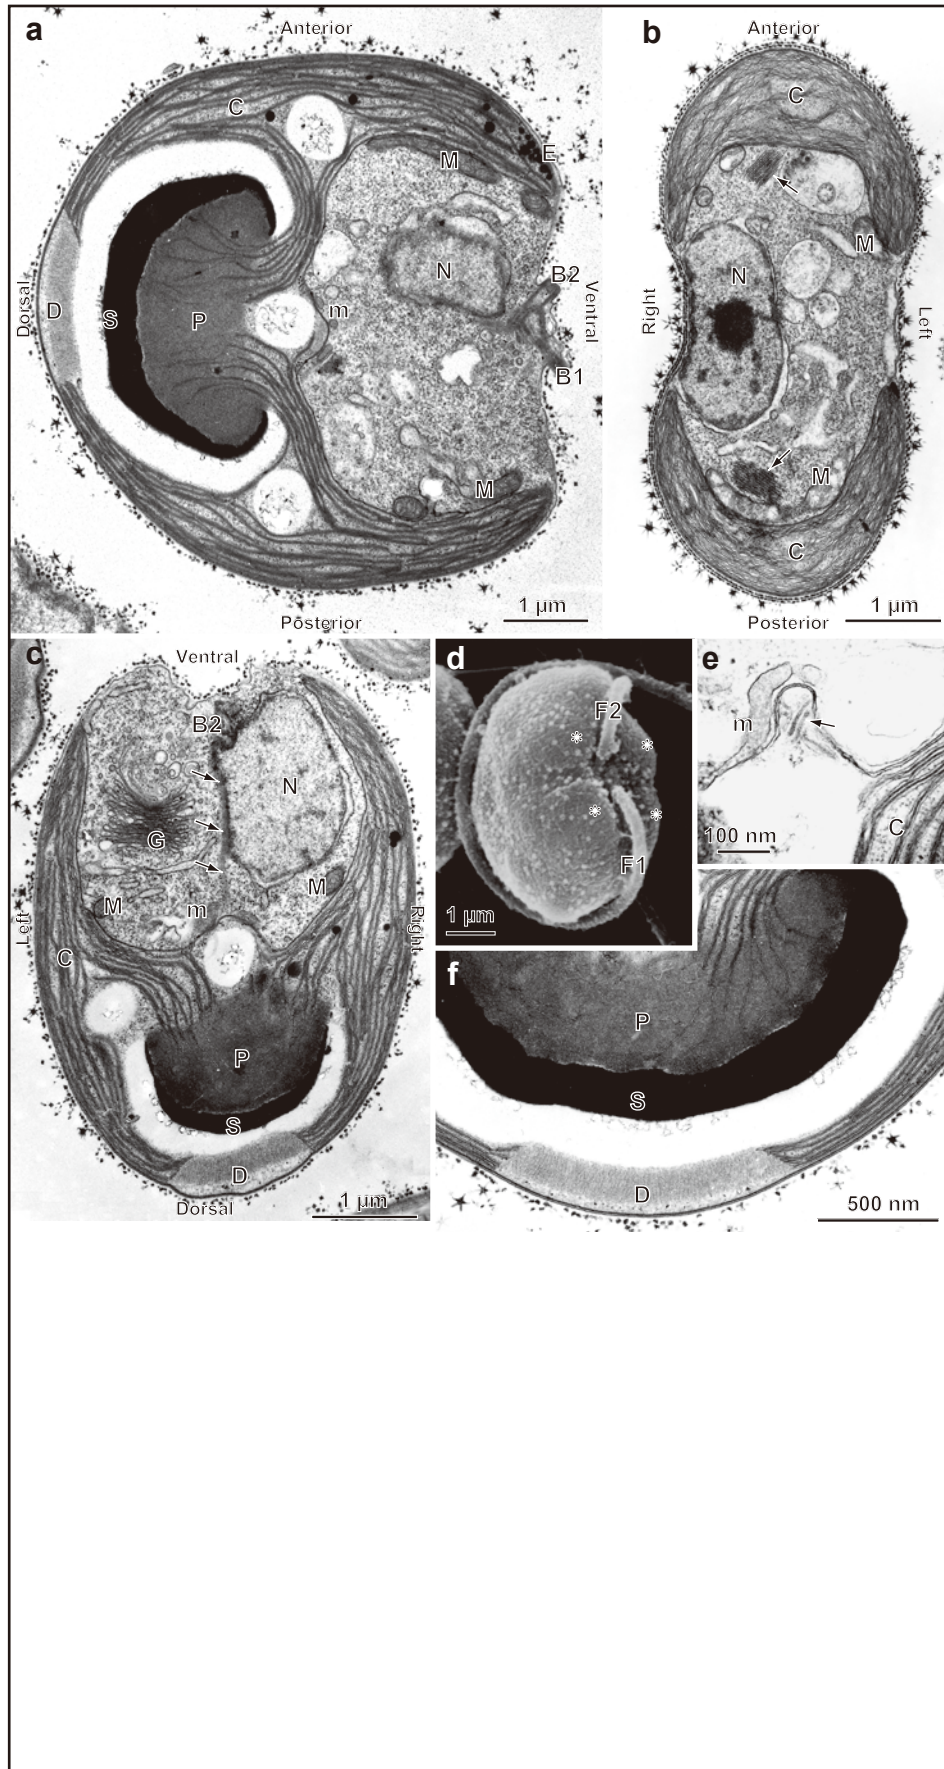 a
Anterior
C
E
M
N
B2
m
Dorsal
D
S
P
Ventral
B1
M
Posterior
1 µm
b
Anterior
C
M
N
Right
Left
M
C
Posterior
1 µm
c
Ventral
B2
N
G
M
M
m
Left
Right
C
P
S
D
Dorsal
1 µm
d
F2
*
*
*
*
F1
1 µm
e
m
C
100 nm
f
P
S
D
500 nm